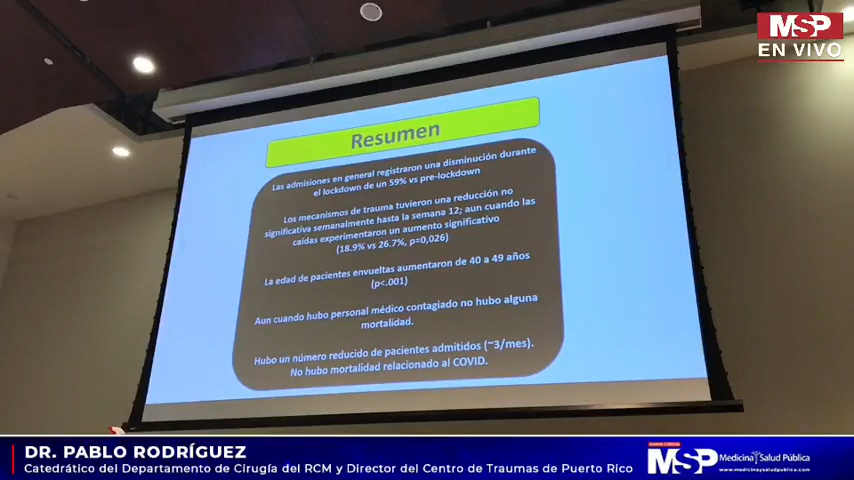 MSP
EN VIVO
Resumen
Las admisiones en general registraron una disminución durante
el lockdown de un 59% vs pre-lockdown
Los mecanismos de trauma tuvieron una reducción no
significativa semanalmente hasta la semana 12; aun cuando las
caídas experimentaron un aumento significativo
(18.9% vs 26.7%, p=0,026)
La edad de pacientes envueltas aumentaron de 40 a 49 años
(p<.001)
Aun cuando hubo personal médico contagiado no hubo alguna
mortalidad.
Hubo un número reducido de pacientes admitidos (~3/mes).
No hubo mortalidad relacionado al COVID.
DR. PABLO RODRÍGUEZ
Catedrático del Departamento de Cirugía del RCM y Director del Centro de Traumas de Puerto Rico
MSP Medicina y Salud Pública
www.medicinaysaludpublica.com